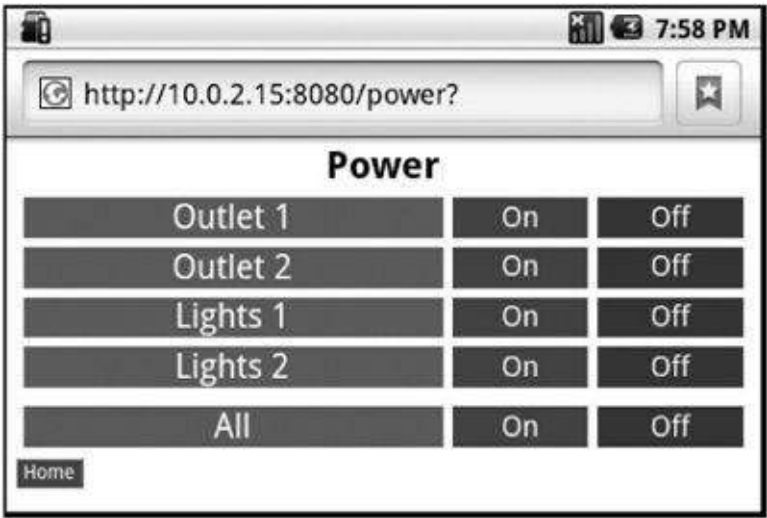 7:58 PM
http://10.0.2.15:8080/power?
Power
Outlet 1 On Off
Outlet 2 On Off
Lights 1 On Off
Lights 2 On Off
All On Off
Home